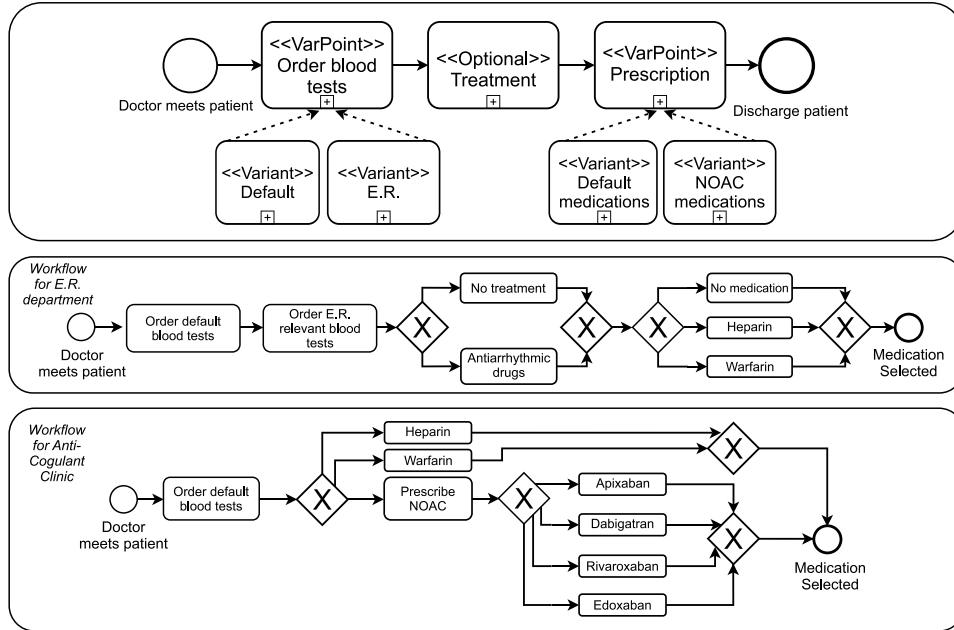 <<VarPoint>>
Order blood
tests
+
<<Optional>>
Treatment
+
<<VarPoint>>
Prescription
+
Doctor meets patient
Discharge patient
<<Variant>>
Default
+
<<Variant>>
E.R.
+
<<Variant>>
Default
medications
+
<<Variant>>
NOAC
medications
+
Workflow
for E.R.
department
Doctor
meets patient
Order default
blood tests
Order E.R.
relevant blood
tests
X
No treatment
Antiarrhythmic
drugs
X
X
No medication
Heparin
Warfarin
X
Medication
Selected
Workflow
for Anti-
Cogulant
Clinic
Doctor
meets patient
Order default
blood tests
X
Heparin
Warfarin
Prescribe
NOAC
X
X
Apixaban
Dabigatran
Rivaroxaban
Edoxaban
X
Medication
Selected